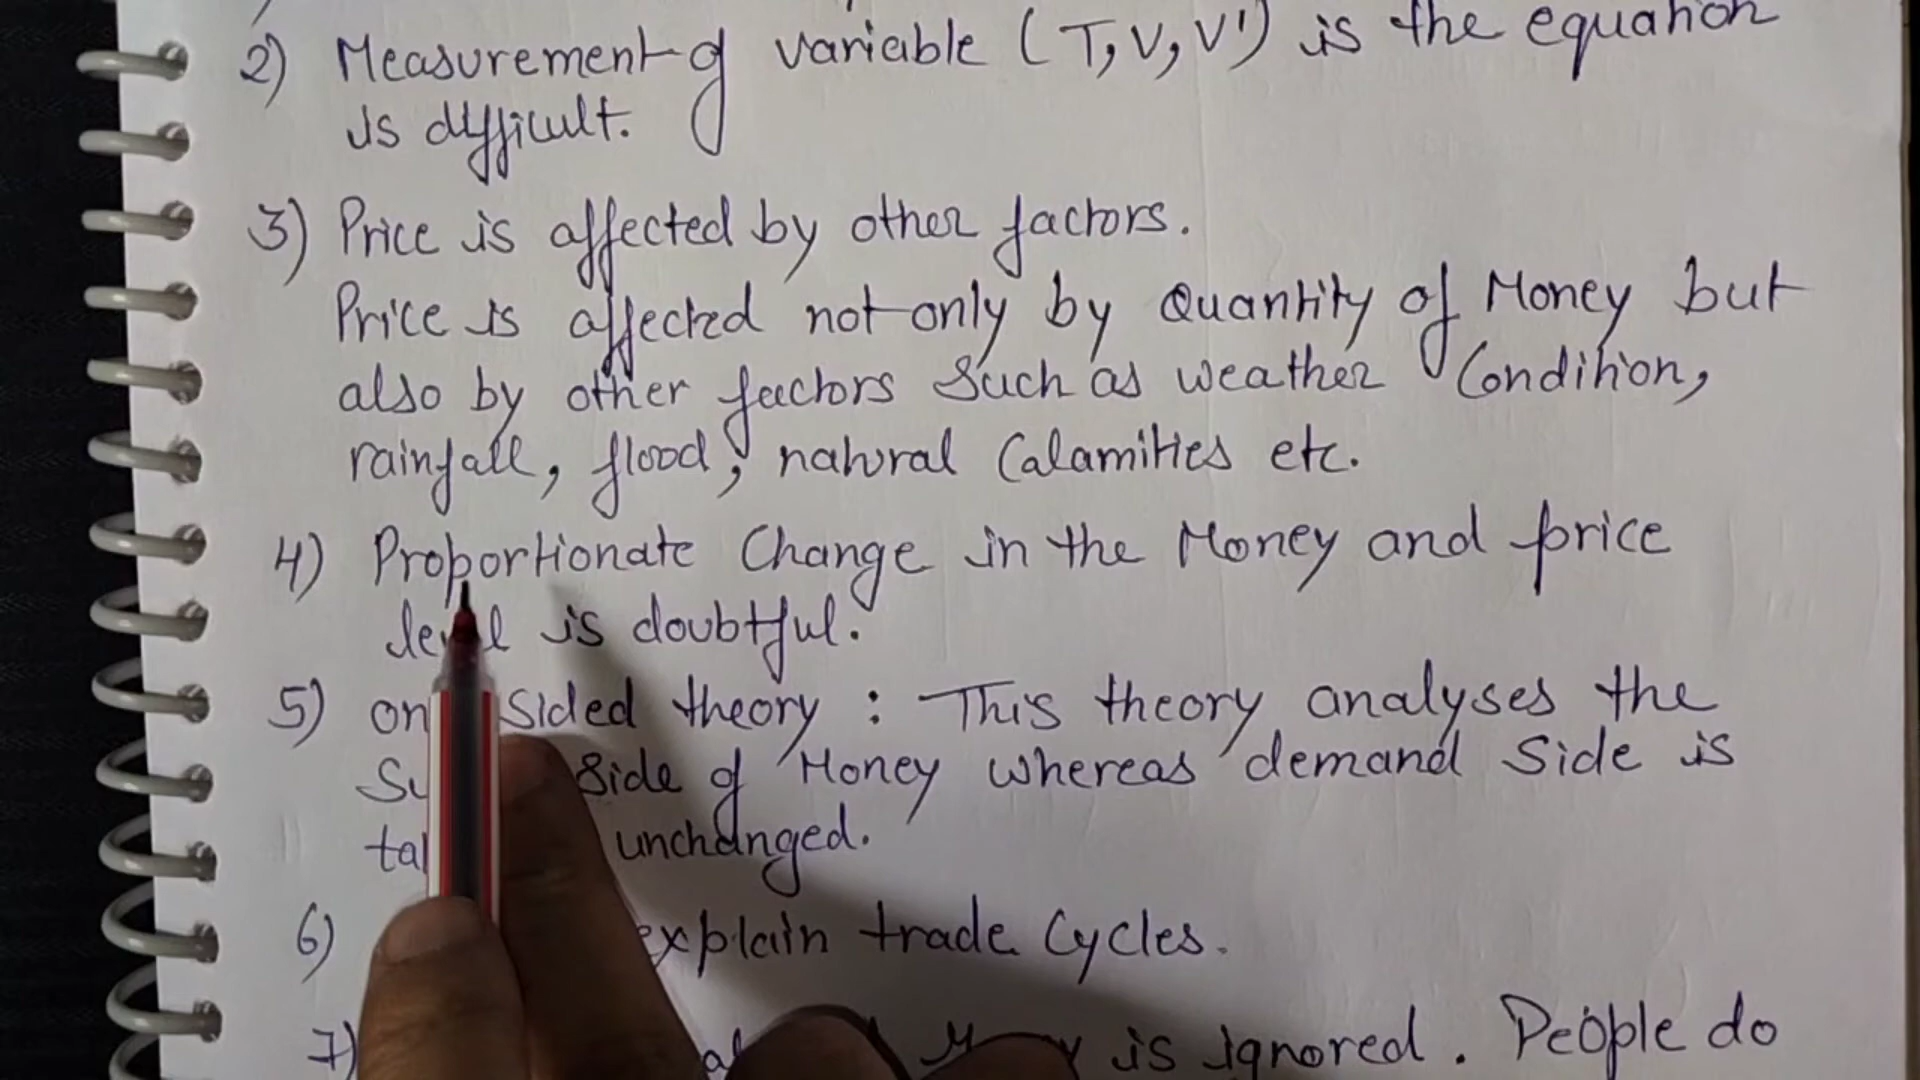 2) Measurement of variable (T, V, V') is the equation
is difficult.
3) Price is affected by other factors.
Price is affected not only by Quantity of Money but
also by other factors Such as weather Condition,
rainfall, flood, natural Calamities etc.
4) Proportionate Change in the Money and price
level is doubtful.
5) Sided theory : This theory analyses the
Side of Money whereas demand Side is
unchanged.
6) explain trade Cycles.
7) is ignored. People do